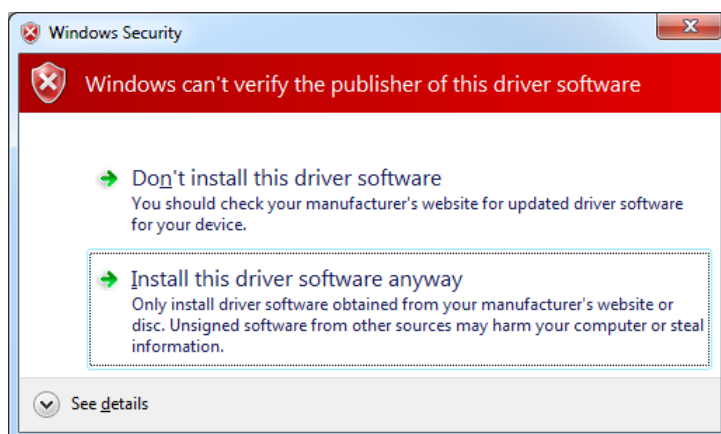 Windows Security
Windows can't verify the publisher of this driver software
Don't install this driver software
You should check your manufacturer's website for updated driver software
for your device.
Install this driver software anyway
Only install driver software obtained from your manufacturer's website or
disc. Unsigned software from other sources may harm your computer or steal
information.
See details